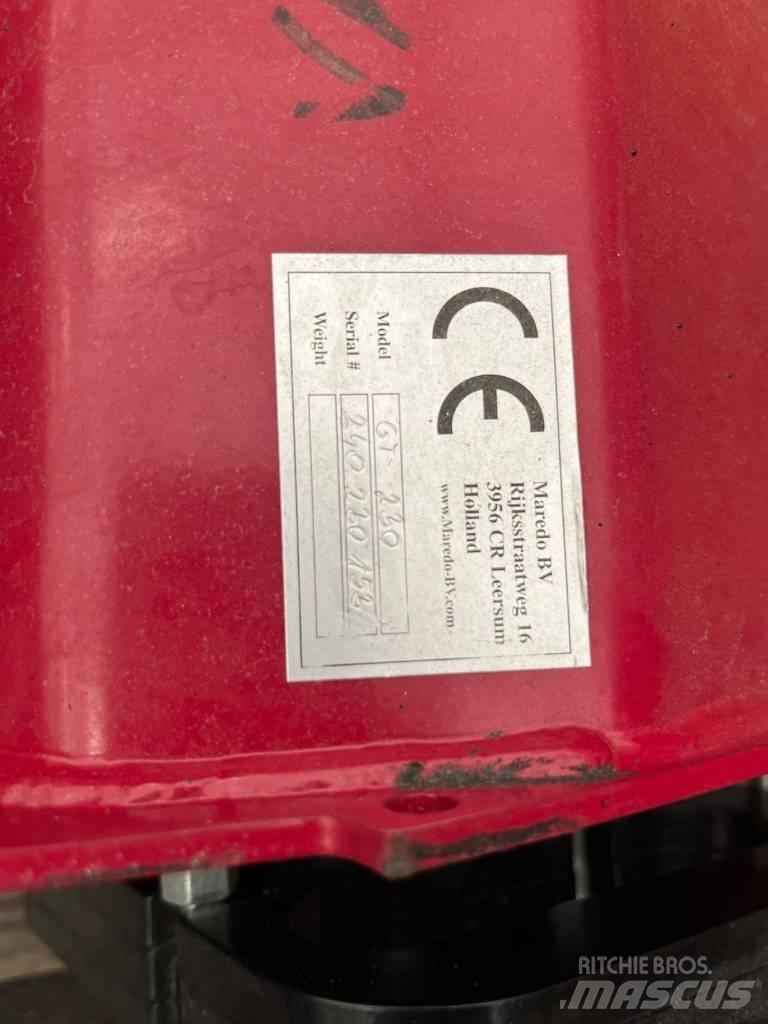 CE
Maredo BV
Rijksstraatweg 16
3956 CR Leersum
Holland
www.Maredo-BV.com
Model GT-230
Serial # 240 220 152
Weight
RITCHIE BROS.
MASCUS